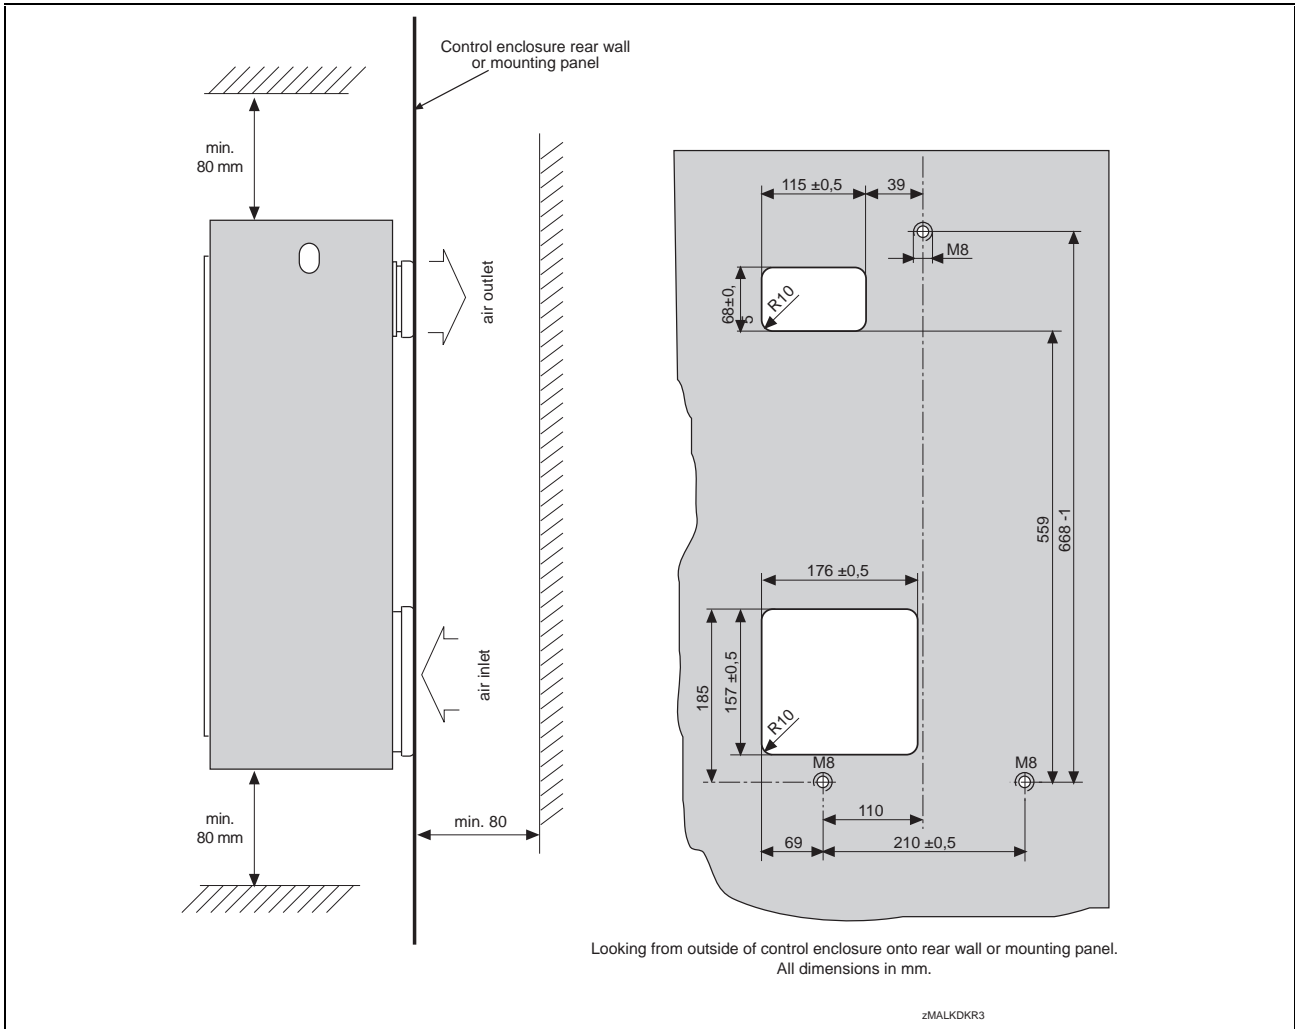 Control enclosure rear wall
or mounting panel
min.
80 mm
air outlet
air inlet
min.
80 mm
min. 80
115 ±0,5
39
M8
68±0,
5
R10
559
668 -1
176 ±0,5
185
157 ±0,5
R10
M8
M8
110
69
210 ±0,5
Looking from outside of control enclosure onto rear wall or mounting panel.
All dimensions in mm.
zMALKDKR3